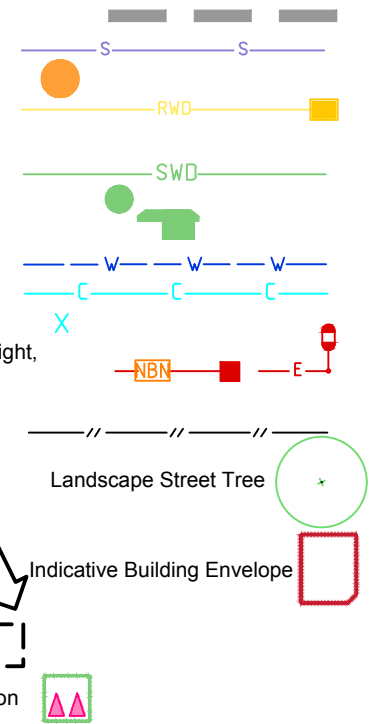 S S
RWD
SWD
W W W
C C C
X
ight,
NBN E
// // //
Landscape Street Tree
Indicative Building Envelope
on